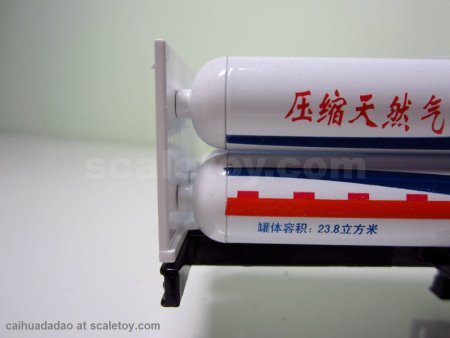 压缩天然气
scaletoy.com
罐体容积：23.8立方米
caihuadadao at scaletoy.com